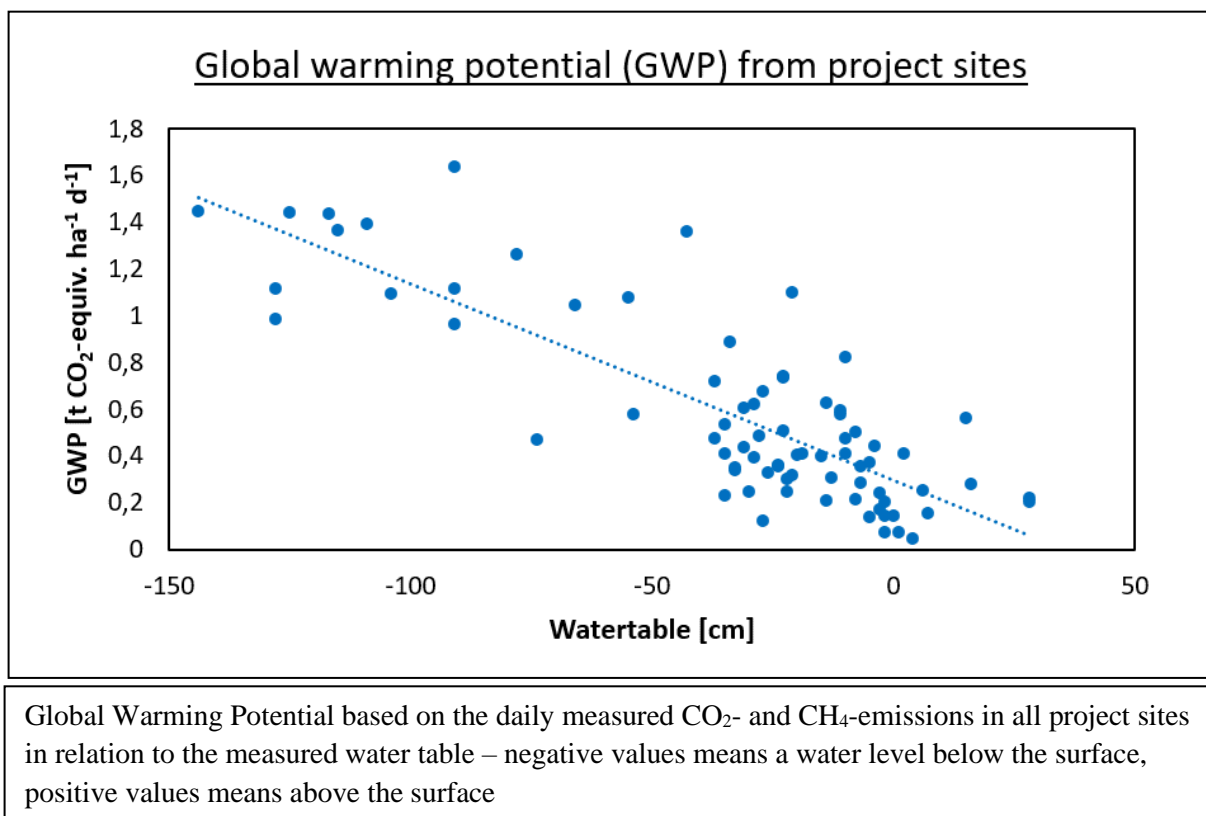 Global warming potential (GWP) from project sites
GWP [t CO₂-equiv. ha⁻¹ d⁻¹]
1,8
1,6
1,4
1,2
1
0,8
0,6
0,4
0,2
0
-150
-100
-50
0
50
Watertable [cm]
Global Warming Potential based on the daily measured CO₂- and CH₄-emissions in all project sites
in relation to the measured water table – negative values means a water level below the surface,
positive values means above the surface